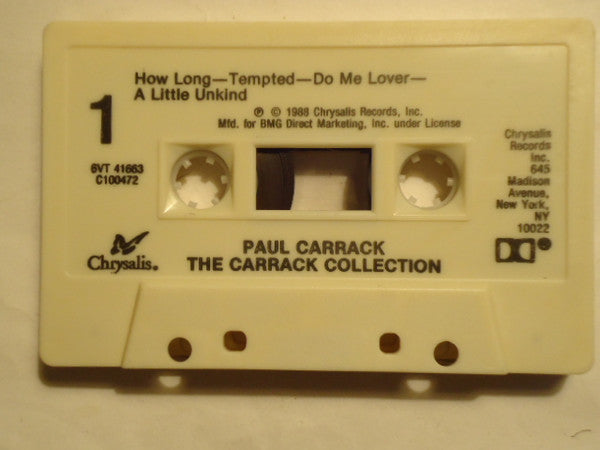 How Long—Tempted—Do Me Lover—
A Little Unkind
1
℗ © 1988 Chrysalis Records, Inc.
Mfd. for BMG Direct Marketing, Inc. under License
6VT 41663
C100472
Chrysalis
Records
Inc.
645
Madison
Avenue,
New York,
NY
10022
Chrysalis®
PAUL CARRACK
THE CARRACK COLLECTION